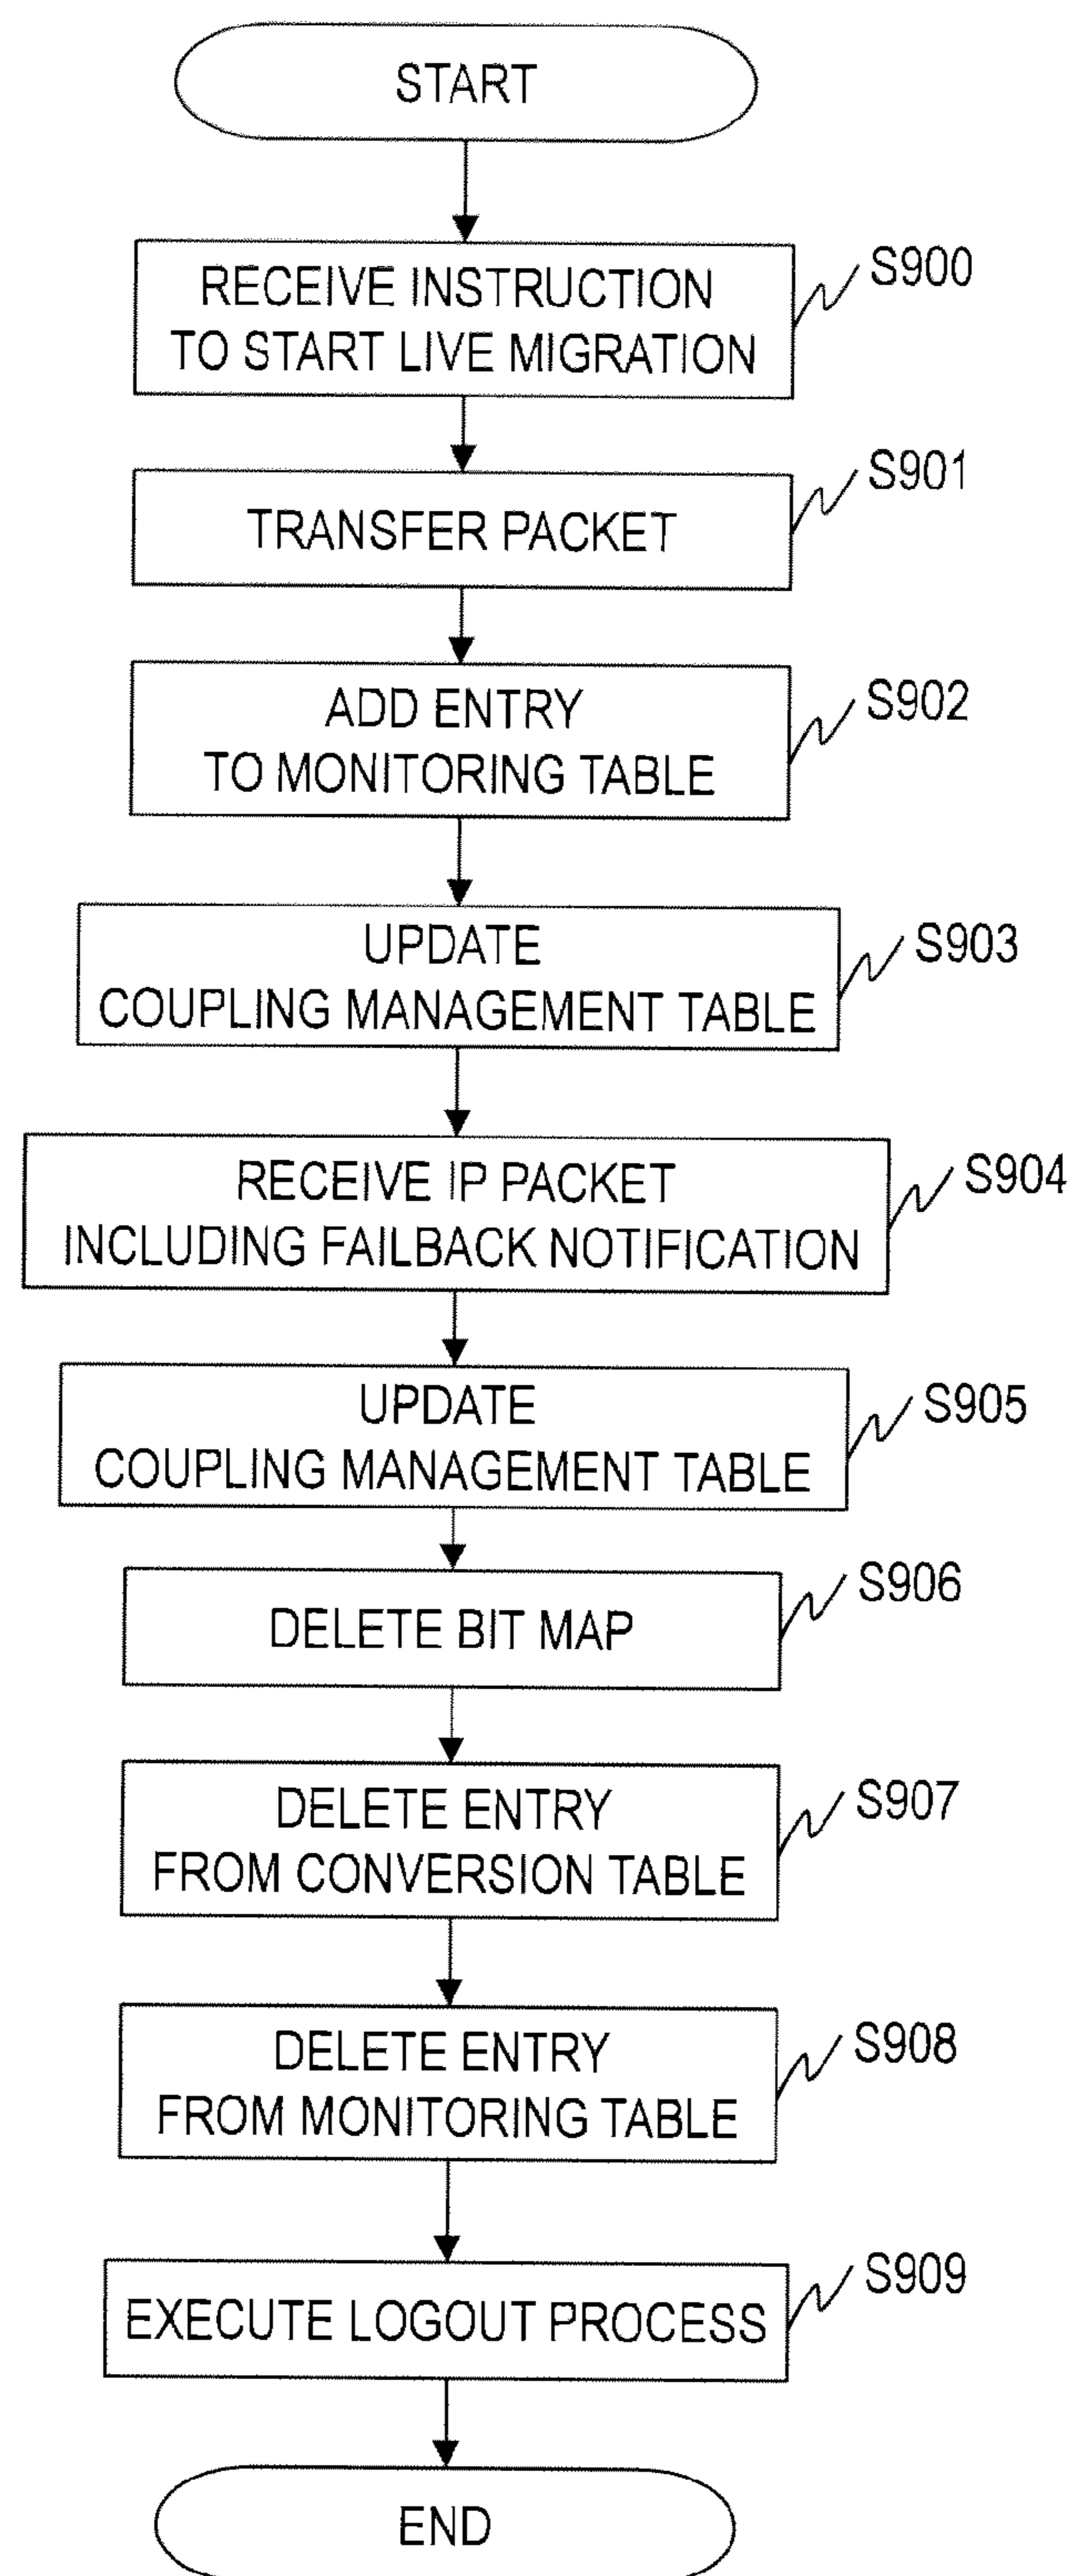 START
RECEIVE INSTRUCTION
TO START LIVE MIGRATION
S900
TRANSFER PACKET
S901
ADD ENTRY
TO MONITORING TABLE
S902
UPDATE
COUPLING MANAGEMENT TABLE
S903
RECEIVE IP PACKET
INCLUDING FAILBACK NOTIFICATION
S904
UPDATE
COUPLING MANAGEMENT TABLE
S905
DELETE BIT MAP
S906
DELETE ENTRY
FROM CONVERSION TABLE
S907
DELETE ENTRY
FROM MONITORING TABLE
S908
EXECUTE LOGOUT PROCESS
S909
END